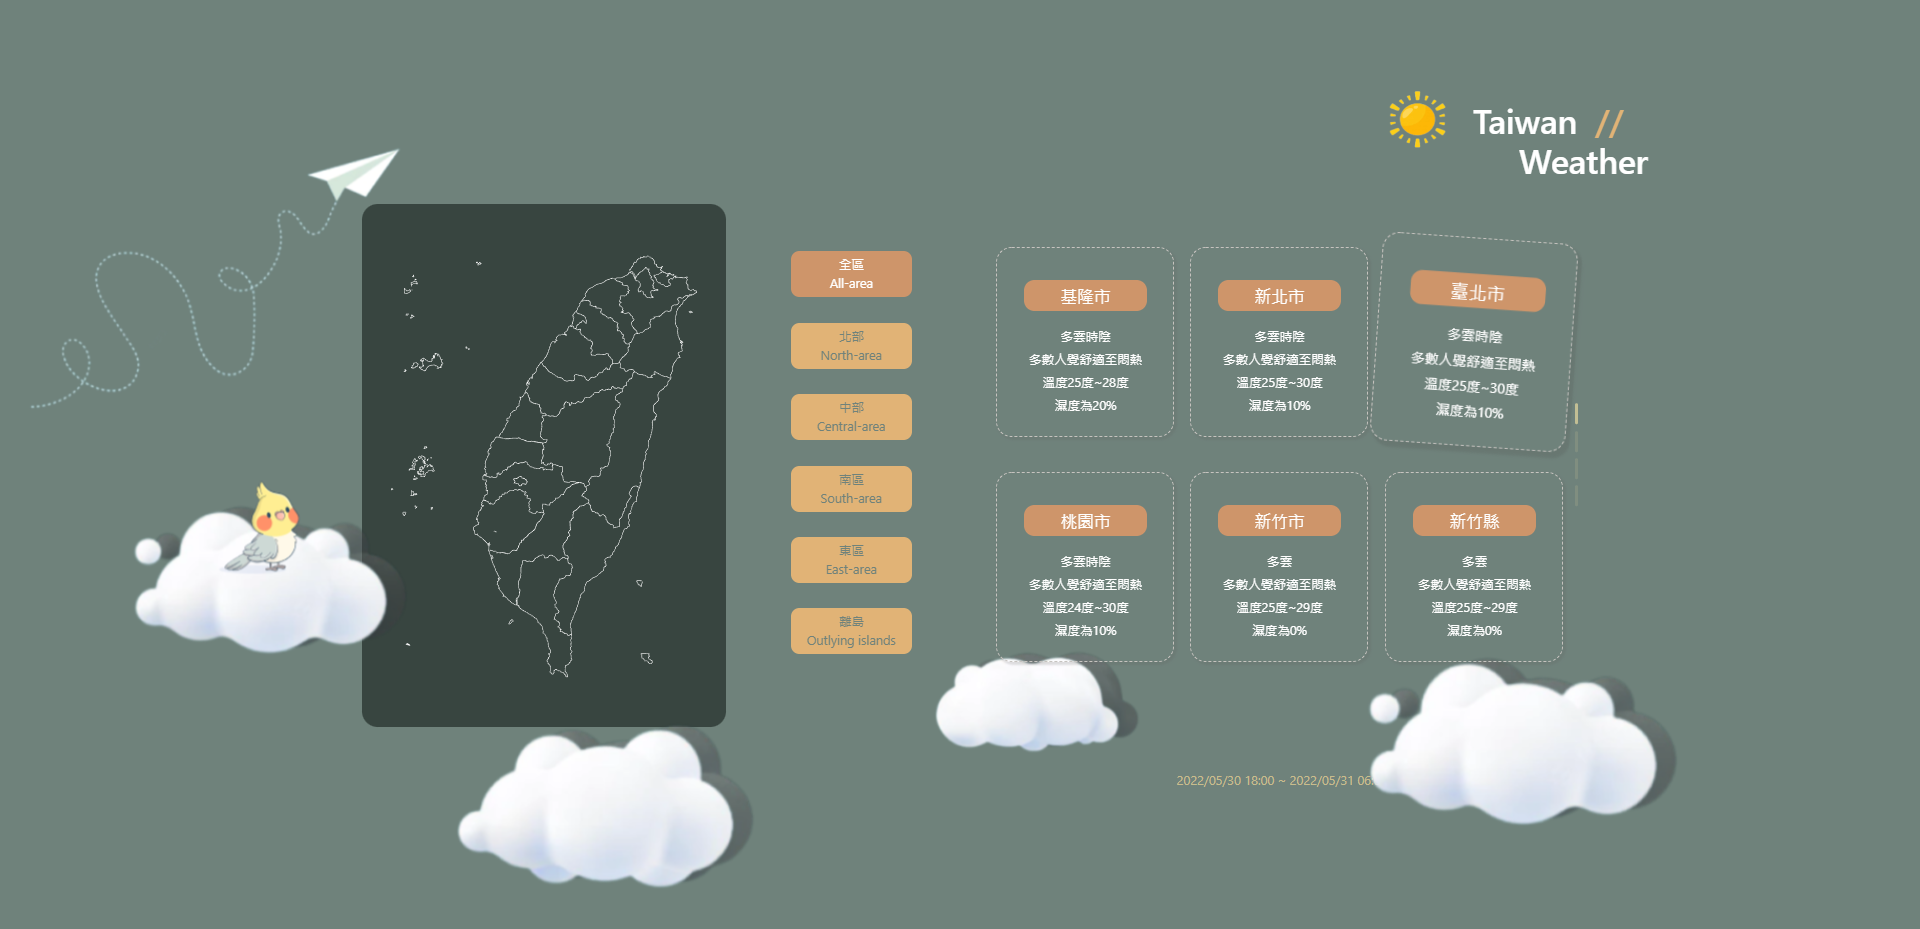 Taiwan //
Weather
全區
All-area
北部
North-area
中部
Central-area
南區
South-area
東區
East-area
離島
Outlying islands
基隆市
多雲時陰
多數人覺舒適至悶熱
溫度25度~28度
濕度為20%
新北市
多雲時陰
多數人覺舒適至悶熱
溫度25度~30度
濕度為10%
臺北市
多雲時陰
多數人覺舒適至悶熱
溫度25度~30度
濕度為10%
桃園市
多雲時陰
多數人覺舒適至悶熱
溫度24度~30度
濕度為10%
新竹市
多雲
多數人覺舒適至悶熱
溫度25度~29度
濕度為0%
新竹縣
多雲
多數人覺舒適至悶熱
溫度25度~29度
濕度為0%
2022/05/30 18:00 ~ 2022/05/31 06